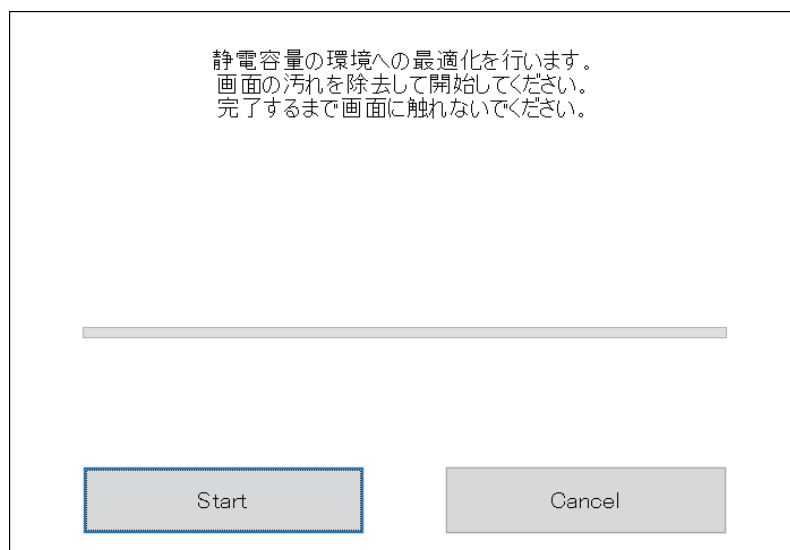 静電容量の環境への最適化を行います。
画面の汚れを除去して開始してください。
完了するまで画面に触れないでください。
Start
Cancel